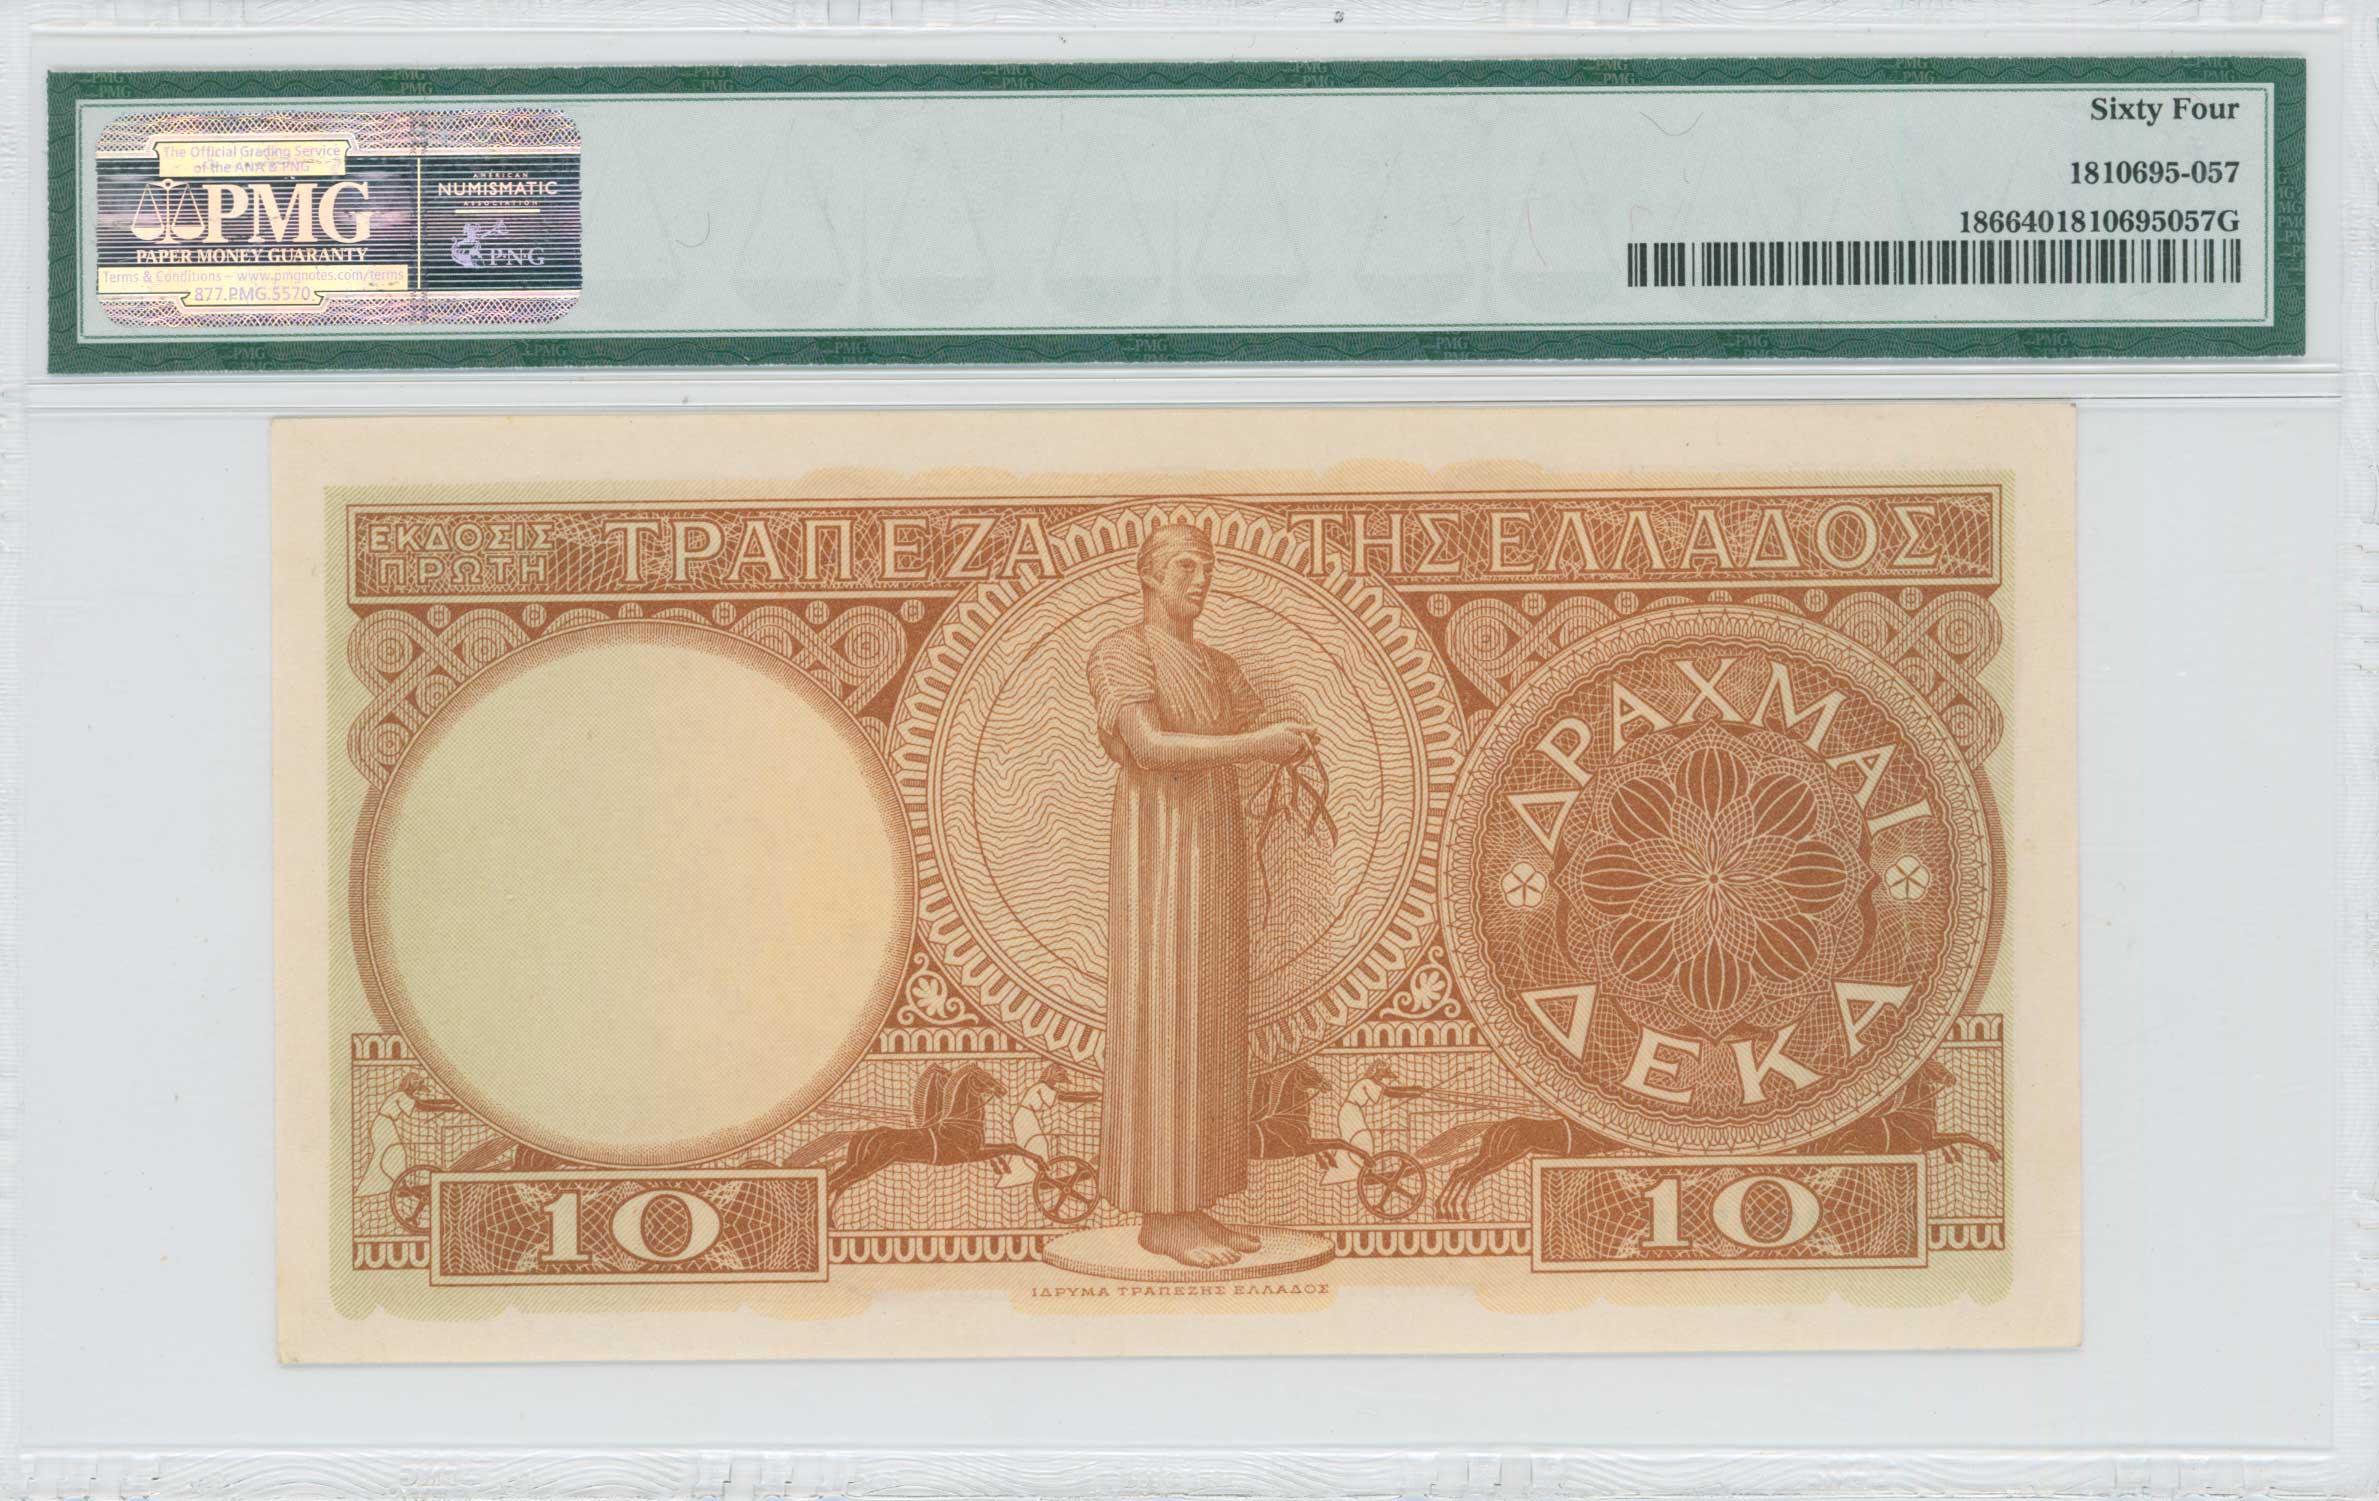 Sixty Four
The Official Grading Service
of the ANA & PNG
PMG
PAPER MONEY GUARANTY
Terms & Conditions – www.pmgnotes.com/terms
877.PMG.5570
AMERICAN
NUMISMATIC
ASSOCIATION
P·N·G
1810695-057
1866401810695057G
ΕΚΔΟΣΙΣ
ΠΡΩΤΗ
ΤΡΑΠΕΖΑ ΤΗΣ ΕΛΛΑΔΟΣ
ΔΡΑΧΜΑΙ
ΔΕΚΑ
10
10
ΙΔΡΥΜΑ ΤΡΑΠΕΖΗΣ ΕΛΛΑΔΟΣ